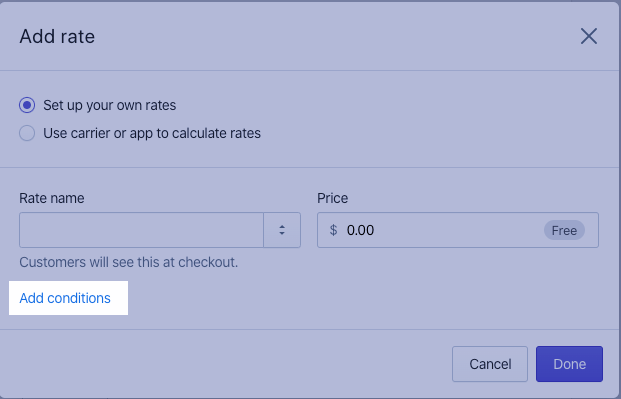 Add rate
Set up your own rates
Use carrier or app to calculate rates
Rate name
Price
$ 0.00 Free
Customers will see this at checkout.
Add conditions
Cancel
Done